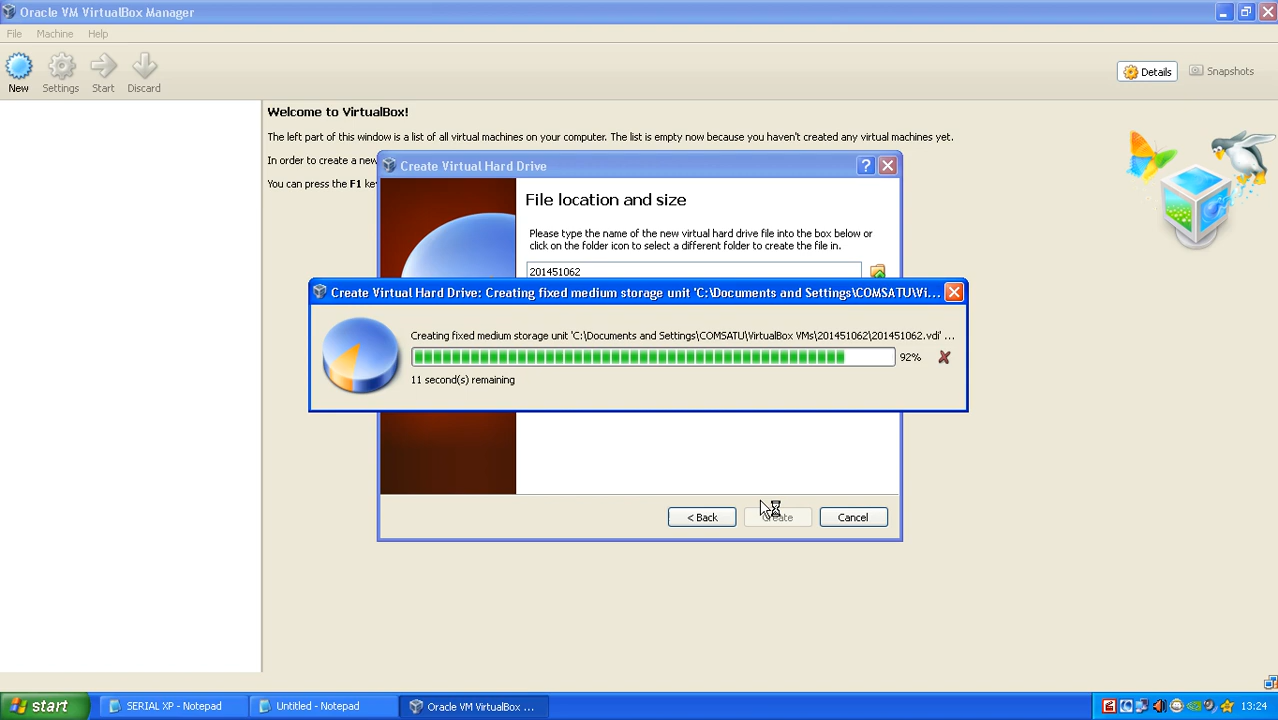 Oracle VM VirtualBox Manager
File Machine Help
New Settings Start Discard
Details Snapshots
Welcome to VirtualBox!
The left part of this window is a list of all virtual machines on your computer. The list is empty now because you haven't created any virtual machines yet.
In order to create a new
You can press the F1 key
Create Virtual Hard Drive
File location and size
Please type the name of the new virtual hard drive file into the box below or
click on the folder icon to select a different folder to create the file in.
201451062
Create Virtual Hard Drive: Creating fixed medium storage unit 'C:\Documents and Settings\COMSATU\Vi...
Creating fixed medium storage unit 'C:\Documents and Settings\COMSATU\VirtualBox VMs\201451062\201451062.vdi' ...
92%
11 second(s) remaining
< Back Create Cancel
start SERIAL XP - Notepad Untitled - Notepad Oracle VM VirtualBox ... 13:24